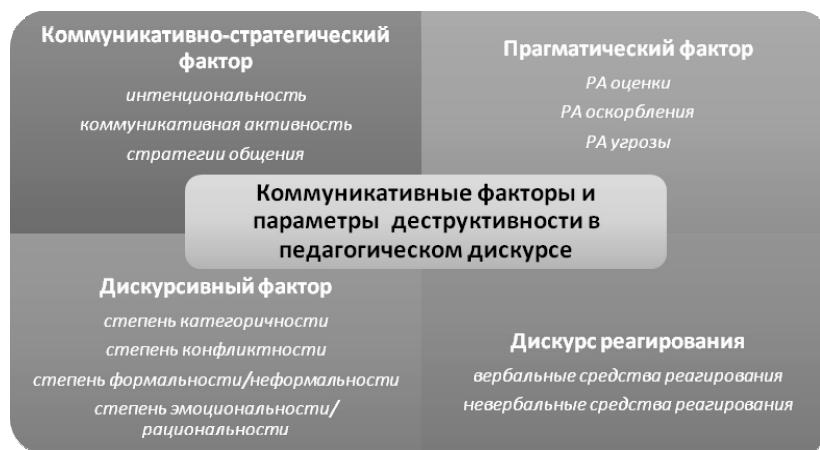 Коммуникативно-стратегический
фактор
интенциональность
коммуникативная активность
стратегии общения
Прагматический фактор
РА оценки
РА оскорбления
РА угрозы
Коммуникативные факторы и
параметры деструктивности в
педагогическом дискурсе
Дискурсивный фактор
степень категоричности
степень конфликтности
степень формальности/неформальности
степень эмоциональности/
рациональности
Дискурс реагирования
вербальные средства реагирования
невербальные средства реагирования